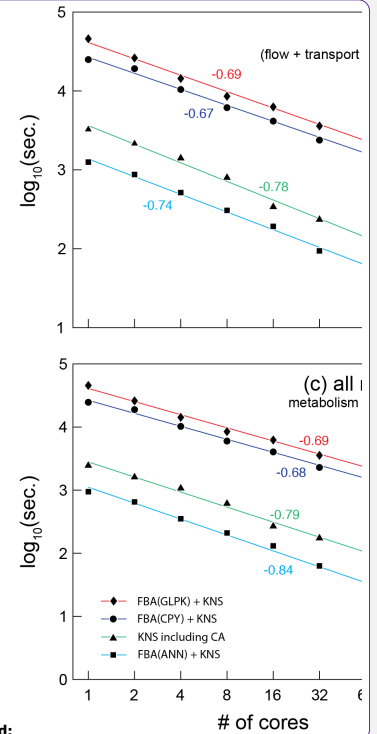 5
(flow + transport
-0.69
4
-0.67
log10(sec.)
3
-0.78
-0.74
2
1
5
(c) all
metabolism
4
-0.69
-0.68
log10(sec.)
3
-0.79
2
-0.84
1
FBA(GLPK) + KNS
FBA(CPY) + KNS
KNS including CA
FBA(ANN) + KNS
0
1 2 4 8 16 32 6
# of cores
d: